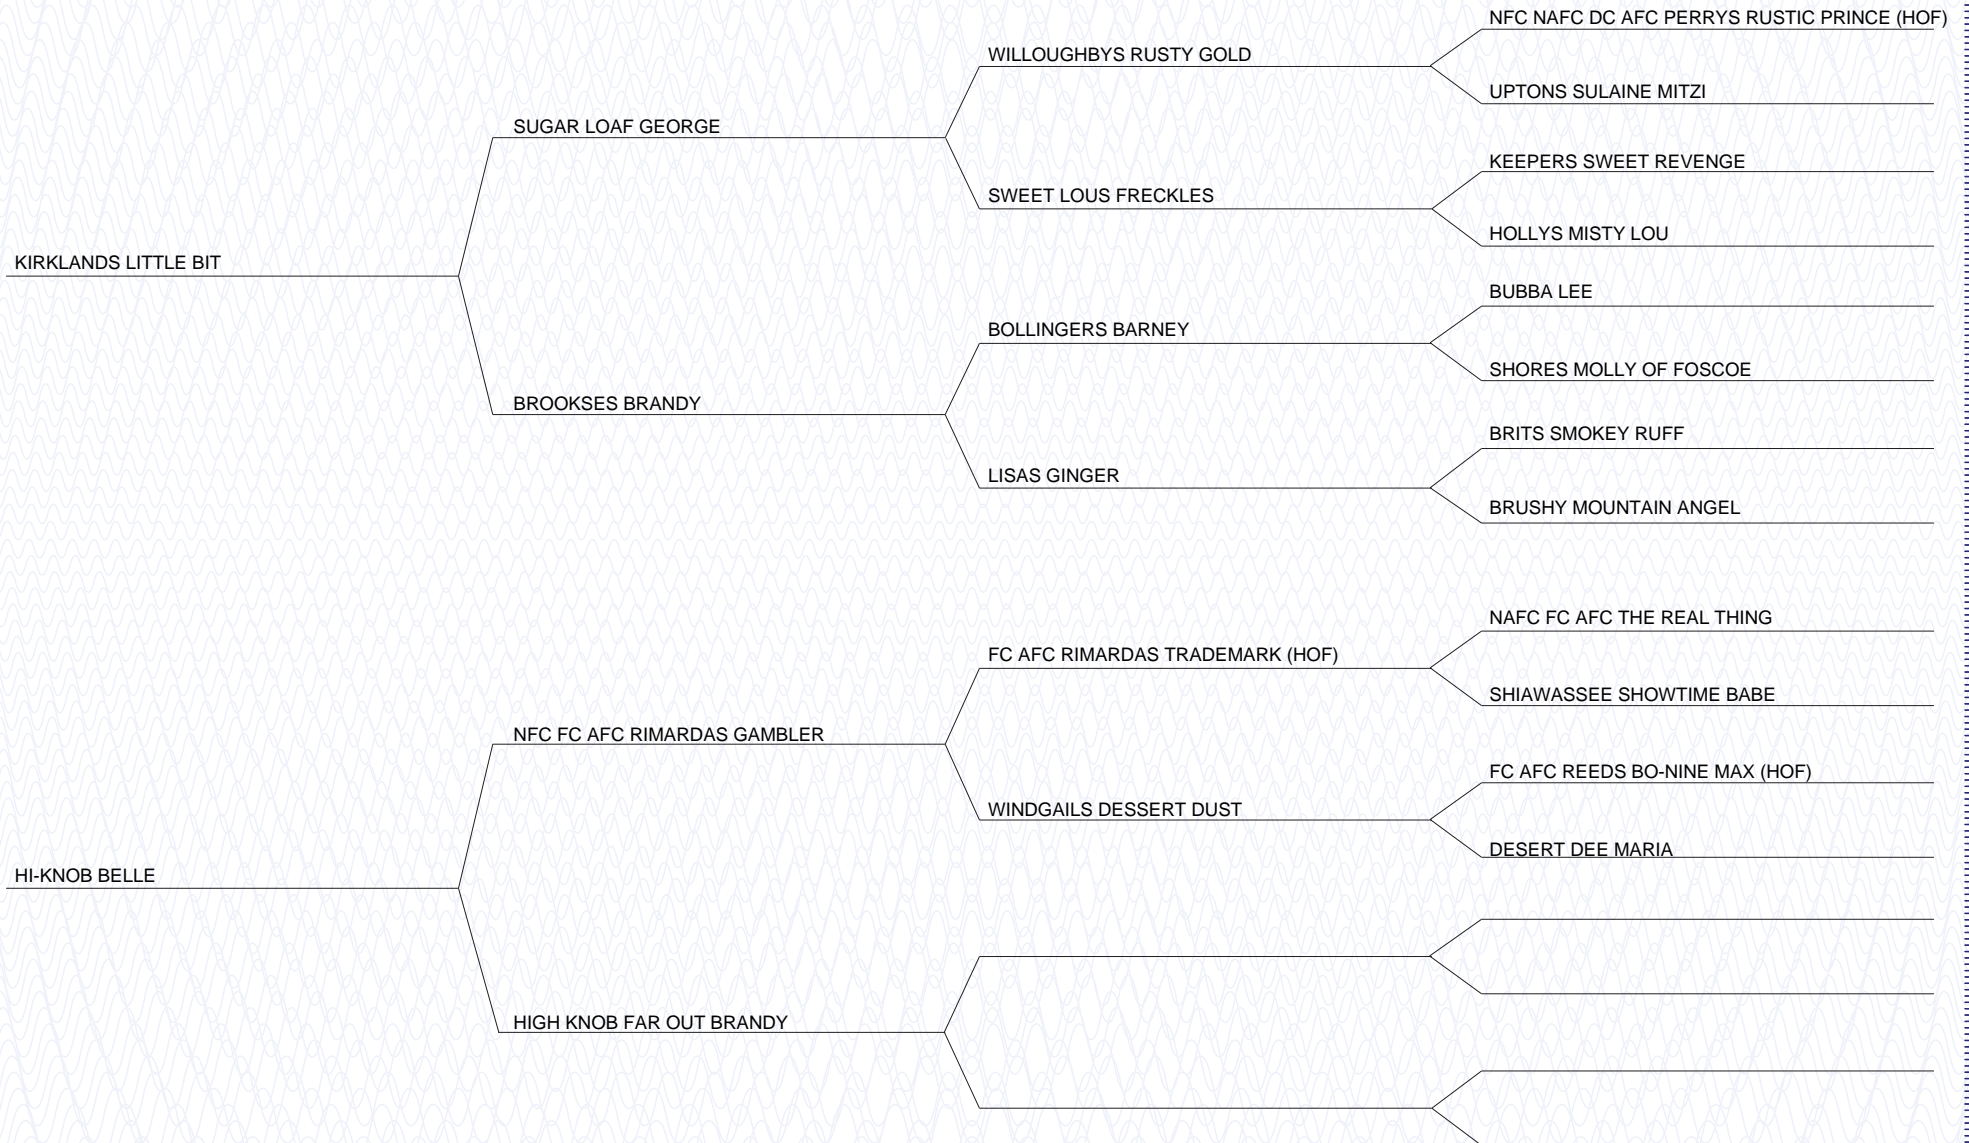 NFC NAFC DC AFC PERRYS RUSTIC PRINCE (HOF)
WILLOUGHBYS RUSTY GOLD
UPTONS SULAINE MITZI
SUGAR LOAF GEORGE
KEEPERS SWEET REVENGE
SWEET LOUS FRECKLES
HOLLYS MISTY LOU
KIRKLANDS LITTLE BIT
BUBBA LEE
BOLLINGERS BARNEY
SHORES MOLLY OF FOSCOE
BROOKSES BRANDY
BRITS SMOKEY RUFF
LISAS GINGER
BRUSHY MOUNTAIN ANGEL
NAFC FC AFC THE REAL THING
FC AFC RIMARDAS TRADEMARK (HOF)
SHIAWASSEE SHOWTIME BABE
NFC FC AFC RIMARDAS GAMBLER
FC AFC REEDS BO-NINE MAX (HOF)
WINDGAILS DESSERT DUST
DESERT DEE MARIA
HI-KNOB BELLE
HIGH KNOB FAR OUT BRANDY